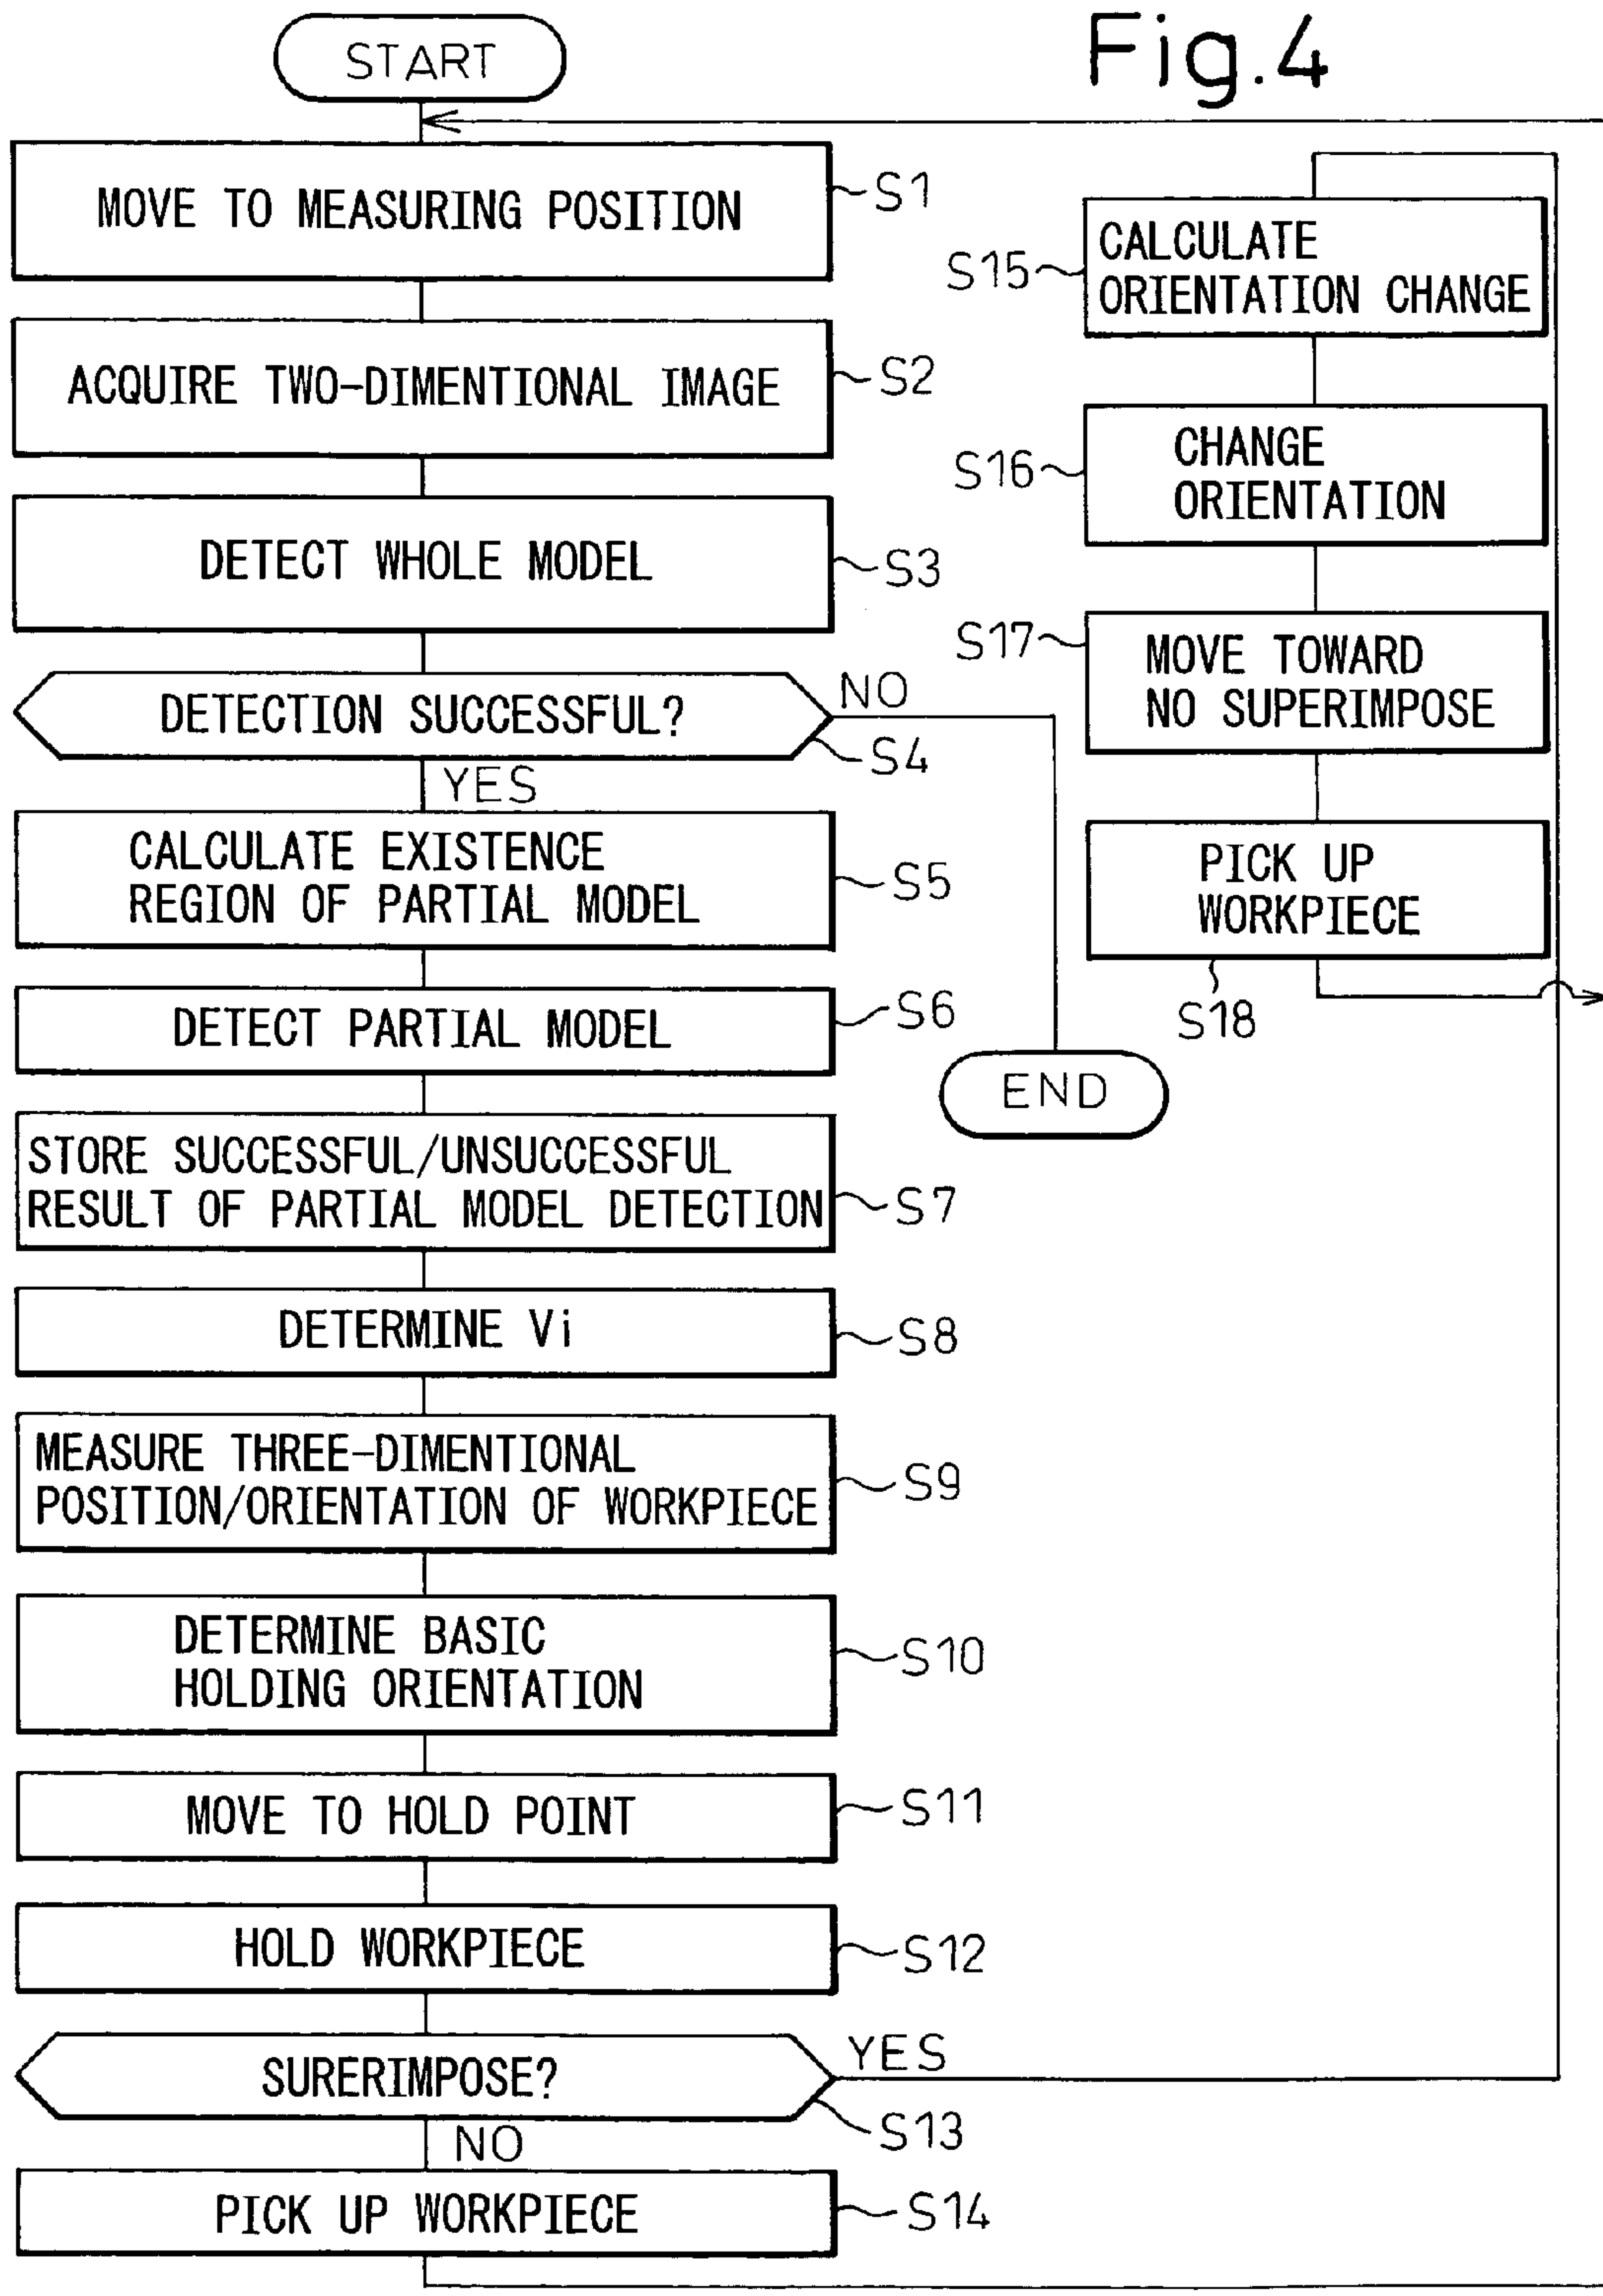 Fig.4
START
MOVE TO MEASURING POSITION
S1
ACQUIRE TWO-DIMENTIONAL IMAGE
S2
DETECT WHOLE MODEL
S3
DETECTION SUCCESSFUL?
NO
S4
YES
CALCULATE EXISTENCE
REGION OF PARTIAL MODEL
S5
DETECT PARTIAL MODEL
S6
STORE SUCCESSFUL/UNSUCCESSFUL
RESULT OF PARTIAL MODEL DETECTION
S7
DETERMINE Vi
S8
MEASURE THREE-DIMENTIONAL
POSITION/ORIENTATION OF WORKPIECE
S9
DETERMINE BASIC
HOLDING ORIENTATION
S10
MOVE TO HOLD POINT
S11
HOLD WORKPIECE
S12
SURERIMPOSE?
YES
S13
NO
PICK UP WORKPIECE
S14
CALCULATE
ORIENTATION CHANGE
S15
CHANGE
ORIENTATION
S16
MOVE TOWARD
NO SUPERIMPOSE
S17
PICK UP
WORKPIECE
S18
END